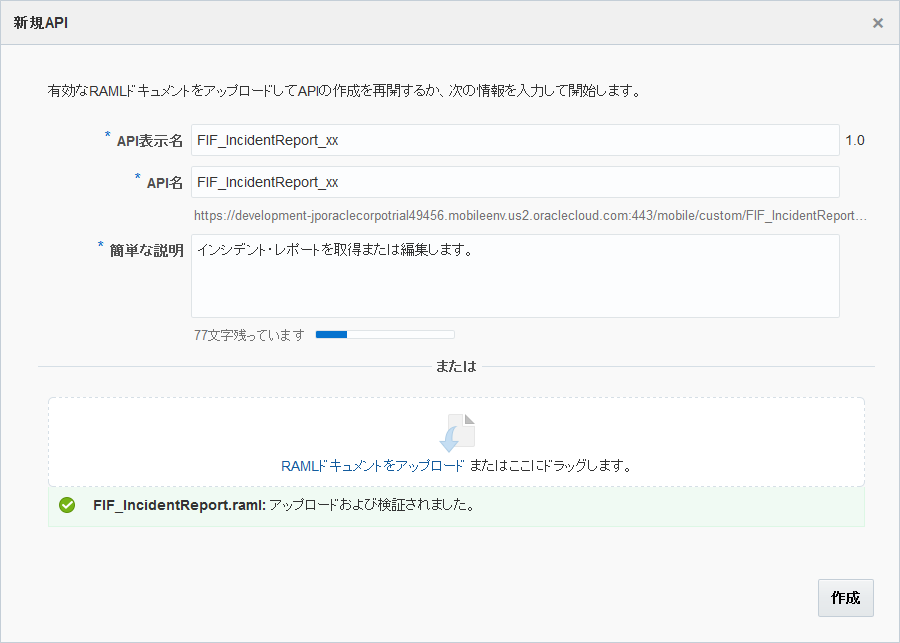 新規API
×
有効なRAMLドキュメントをアップロードしてAPIの作成を再開するか、次の情報を入力して開始します。
* API表示名 FIF_IncidentReport_xx 1.0
* API名 FIF_IncidentReport_xx
https://development-jporaclecorpotrial49456.mobileenv.us2.oraclecloud.com:443/mobile/custom/FIF_IncidentReport...
* 簡単な説明 インシデント・レポートを取得または編集します。
77文字残っています
または
RAMLドキュメントをアップロード またはここにドラッグします。
FIF_IncidentReport.raml: アップロードおよび検証されました。
作成